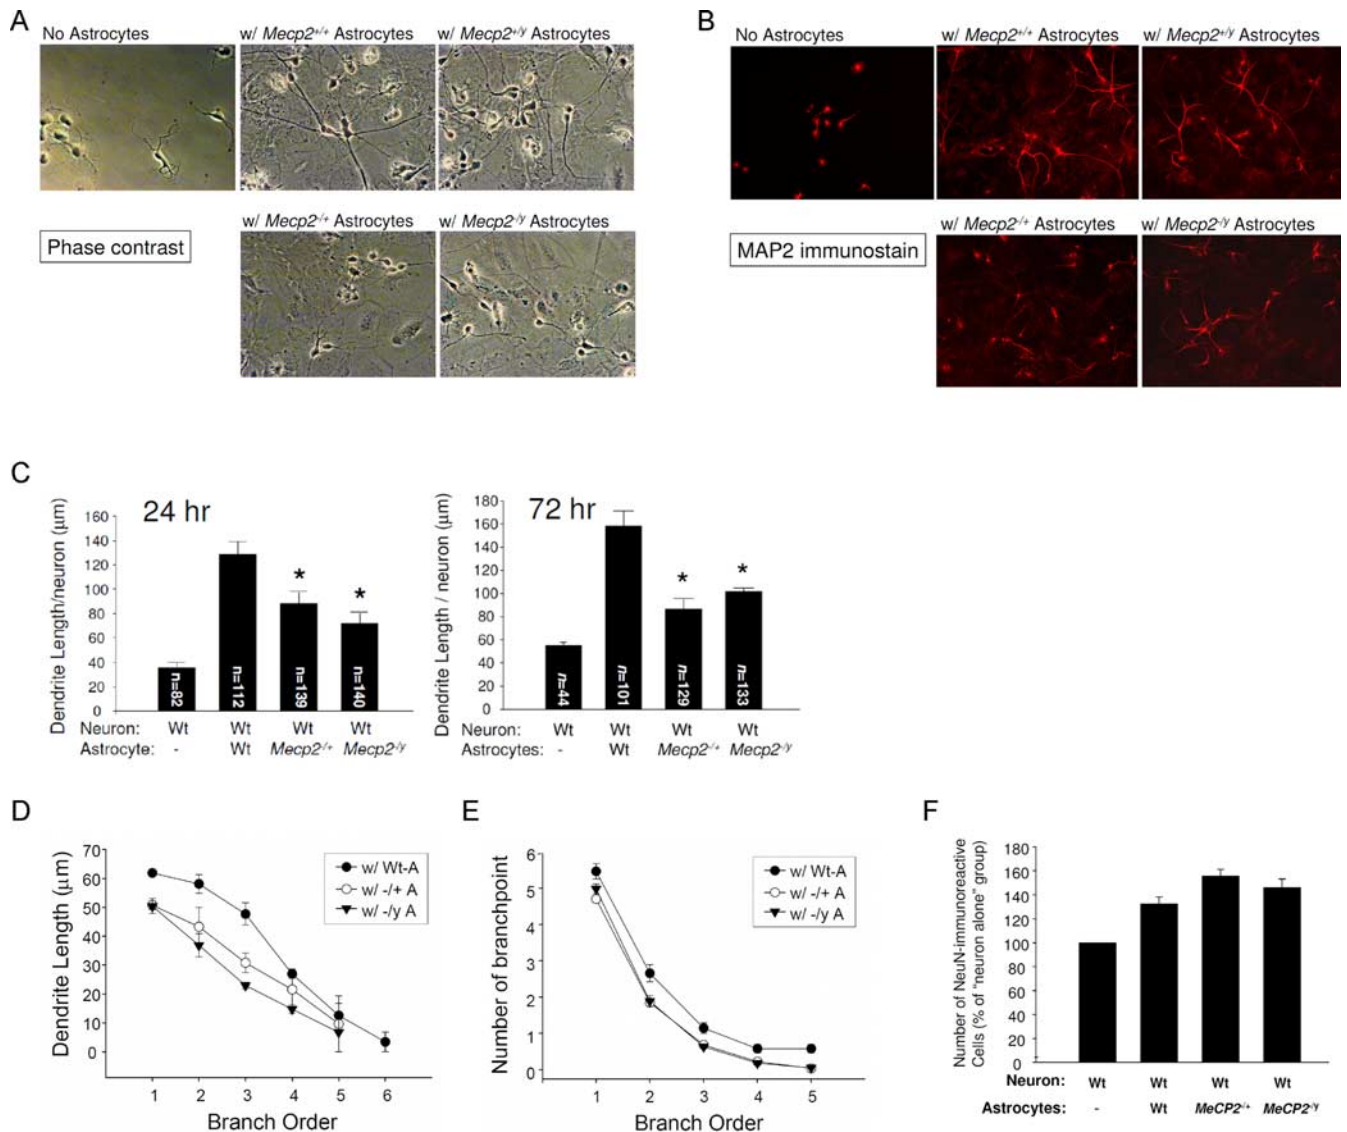 A
No Astrocytes
w/ Mecp2+/+ Astrocytes
w/ Mecp2+/y Astrocytes
Phase contrast
w/ Mecp2-/+ Astrocytes
w/ Mecp2-/y Astrocytes
B
No Astrocytes
w/ Mecp2+/+ Astrocytes
w/ Mecp2+/y Astrocytes
MAP2 immunostain
w/ Mecp2-/+ Astrocytes
w/ Mecp2-/y Astrocytes
C
24 hr
Dendrite Length/neuron (μm)
160
140
120
100
80
60
40
20
0
n=82
n=112
*
n=139
*
n=140
Neuron: Wt Wt Wt Wt
Astrocyte: - Wt Mecp2-/+ Mecp2-/y
72 hr
Dendrite Length / neuron (μm)
180
160
140
120
100
80
60
40
20
0
n=44
n=101
*
n=129
*
n=133
Neuron: Wt Wt Wt Wt
Astrocytes: - Wt Mecp2-/+ Mecp2-/y
D
Dendrite Length (μm)
70
60
50
40
30
20
10
0
w/ Wt-A
w/ -/+ A
w/ -/y A
1 2 3 4 5 6
Branch Order
E
Number of branchpoint
6
5
4
3
2
1
0
w/ Wt-A
w/ -/+ A
w/ -/y A
1 2 3 4 5
Branch Order
F
Number of NeuN-immunoreactive
Cells (% of "neuron alone" group)
180
160
140
120
100
80
60
40
20
0
Neuron: Wt Wt Wt Wt
Astrocytes: - Wt MeCP2-/+ MeCP2-/y